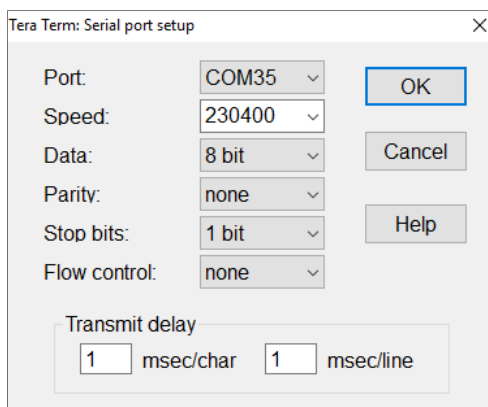 Tera Term: Serial port setup
Port: COM35 OK
Speed: 230400
Data: 8 bit Cancel
Parity: none
Stop bits: 1 bit Help
Flow control: none
Transmit delay
1 msec/char 1 msec/line